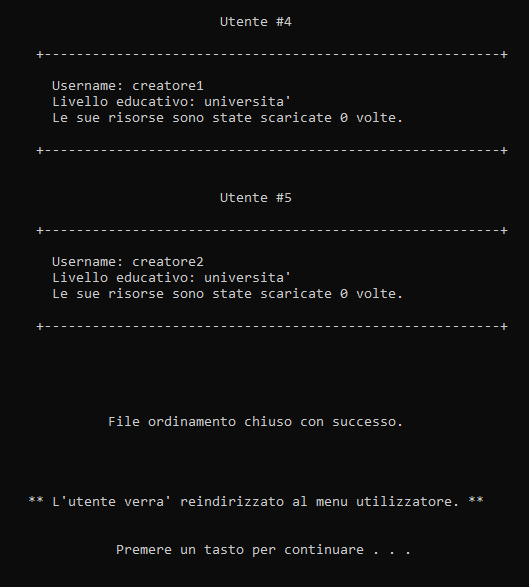 Utente #4
+---------------------------------------------------------+
Username: creatore1
Livello educativo: universita'
Le sue risorse sono state scaricate 0 volte.
+---------------------------------------------------------+
Utente #5
+---------------------------------------------------------+
Username: creatore2
Livello educativo: universita'
Le sue risorse sono state scaricate 0 volte.
+---------------------------------------------------------+
File ordinamento chiuso con successo.
** L'utente verra' reindirizzato al menu utilizzatore. **
Premere un tasto per continuare . . .